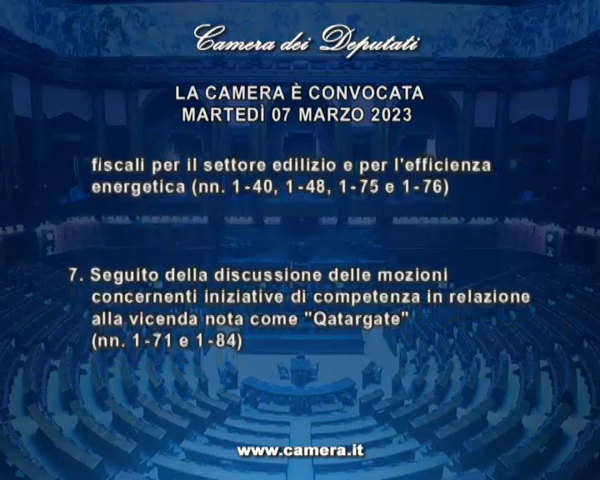 Camera dei Deputati
LA CAMERA È CONVOCATA
MARTEDÌ 07 MARZO 2023
fiscali per il settore edilizio e per l'efficienza
energetica (nn. 1-40, 1-48, 1-75 e 1-76)
7. Seguito della discussione delle mozioni
concernenti iniziative di competenza in relazione
alla vicenda nota come "Qatargate"
(nn. 1-71 e 1-84)
www.camera.it